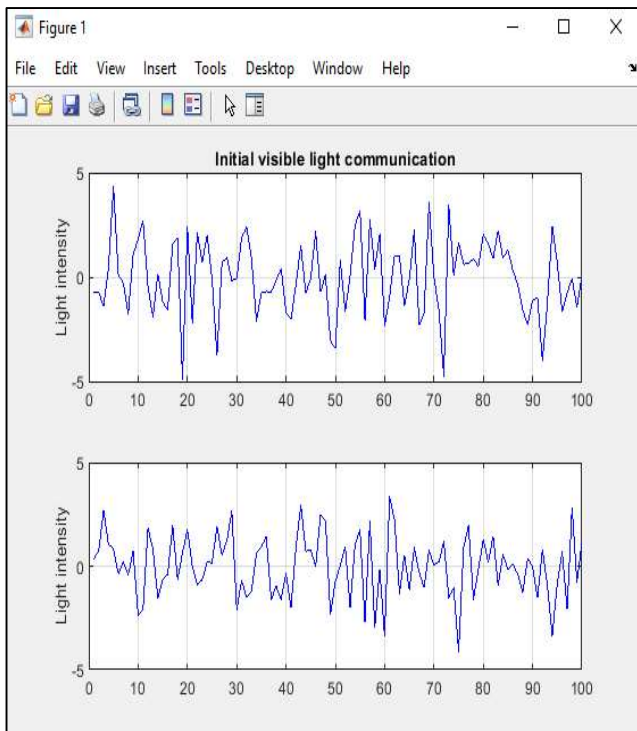 Figure 1
File Edit View Insert Tools Desktop Window Help
Initial visible light communication
Light intensity
5
0
-5
0 10 20 30 40 50 60 70 80 90 100
Light intensity
5
0
-5
0 10 20 30 40 50 60 70 80 90 100